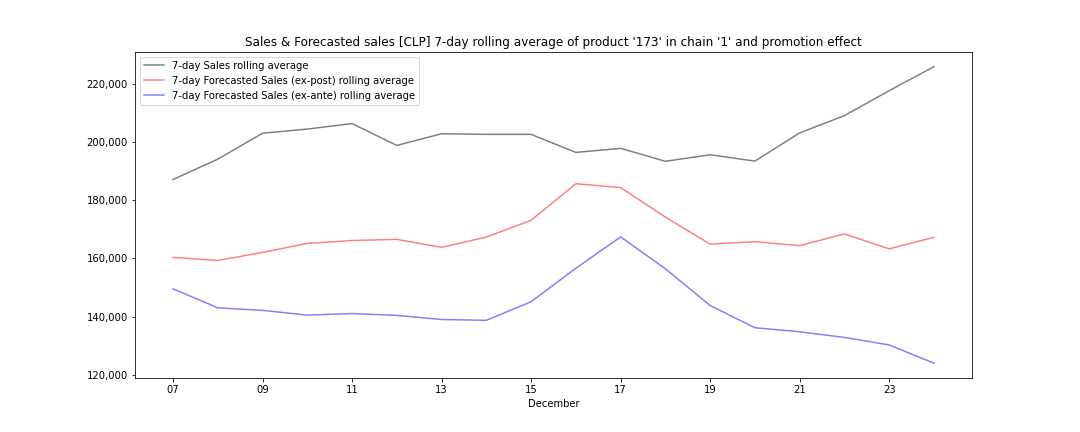 Sales & Forecasted sales [CLP] 7-day rolling average of product '173' in chain '1' and promotion effect
7-day Sales rolling average
7-day Forecasted Sales (ex-post) rolling average
7-day Forecasted Sales (ex-ante) rolling average
220,000
200,000
180,000
160,000
140,000
120,000
07 09 11 13 15 17 19 21 23
December